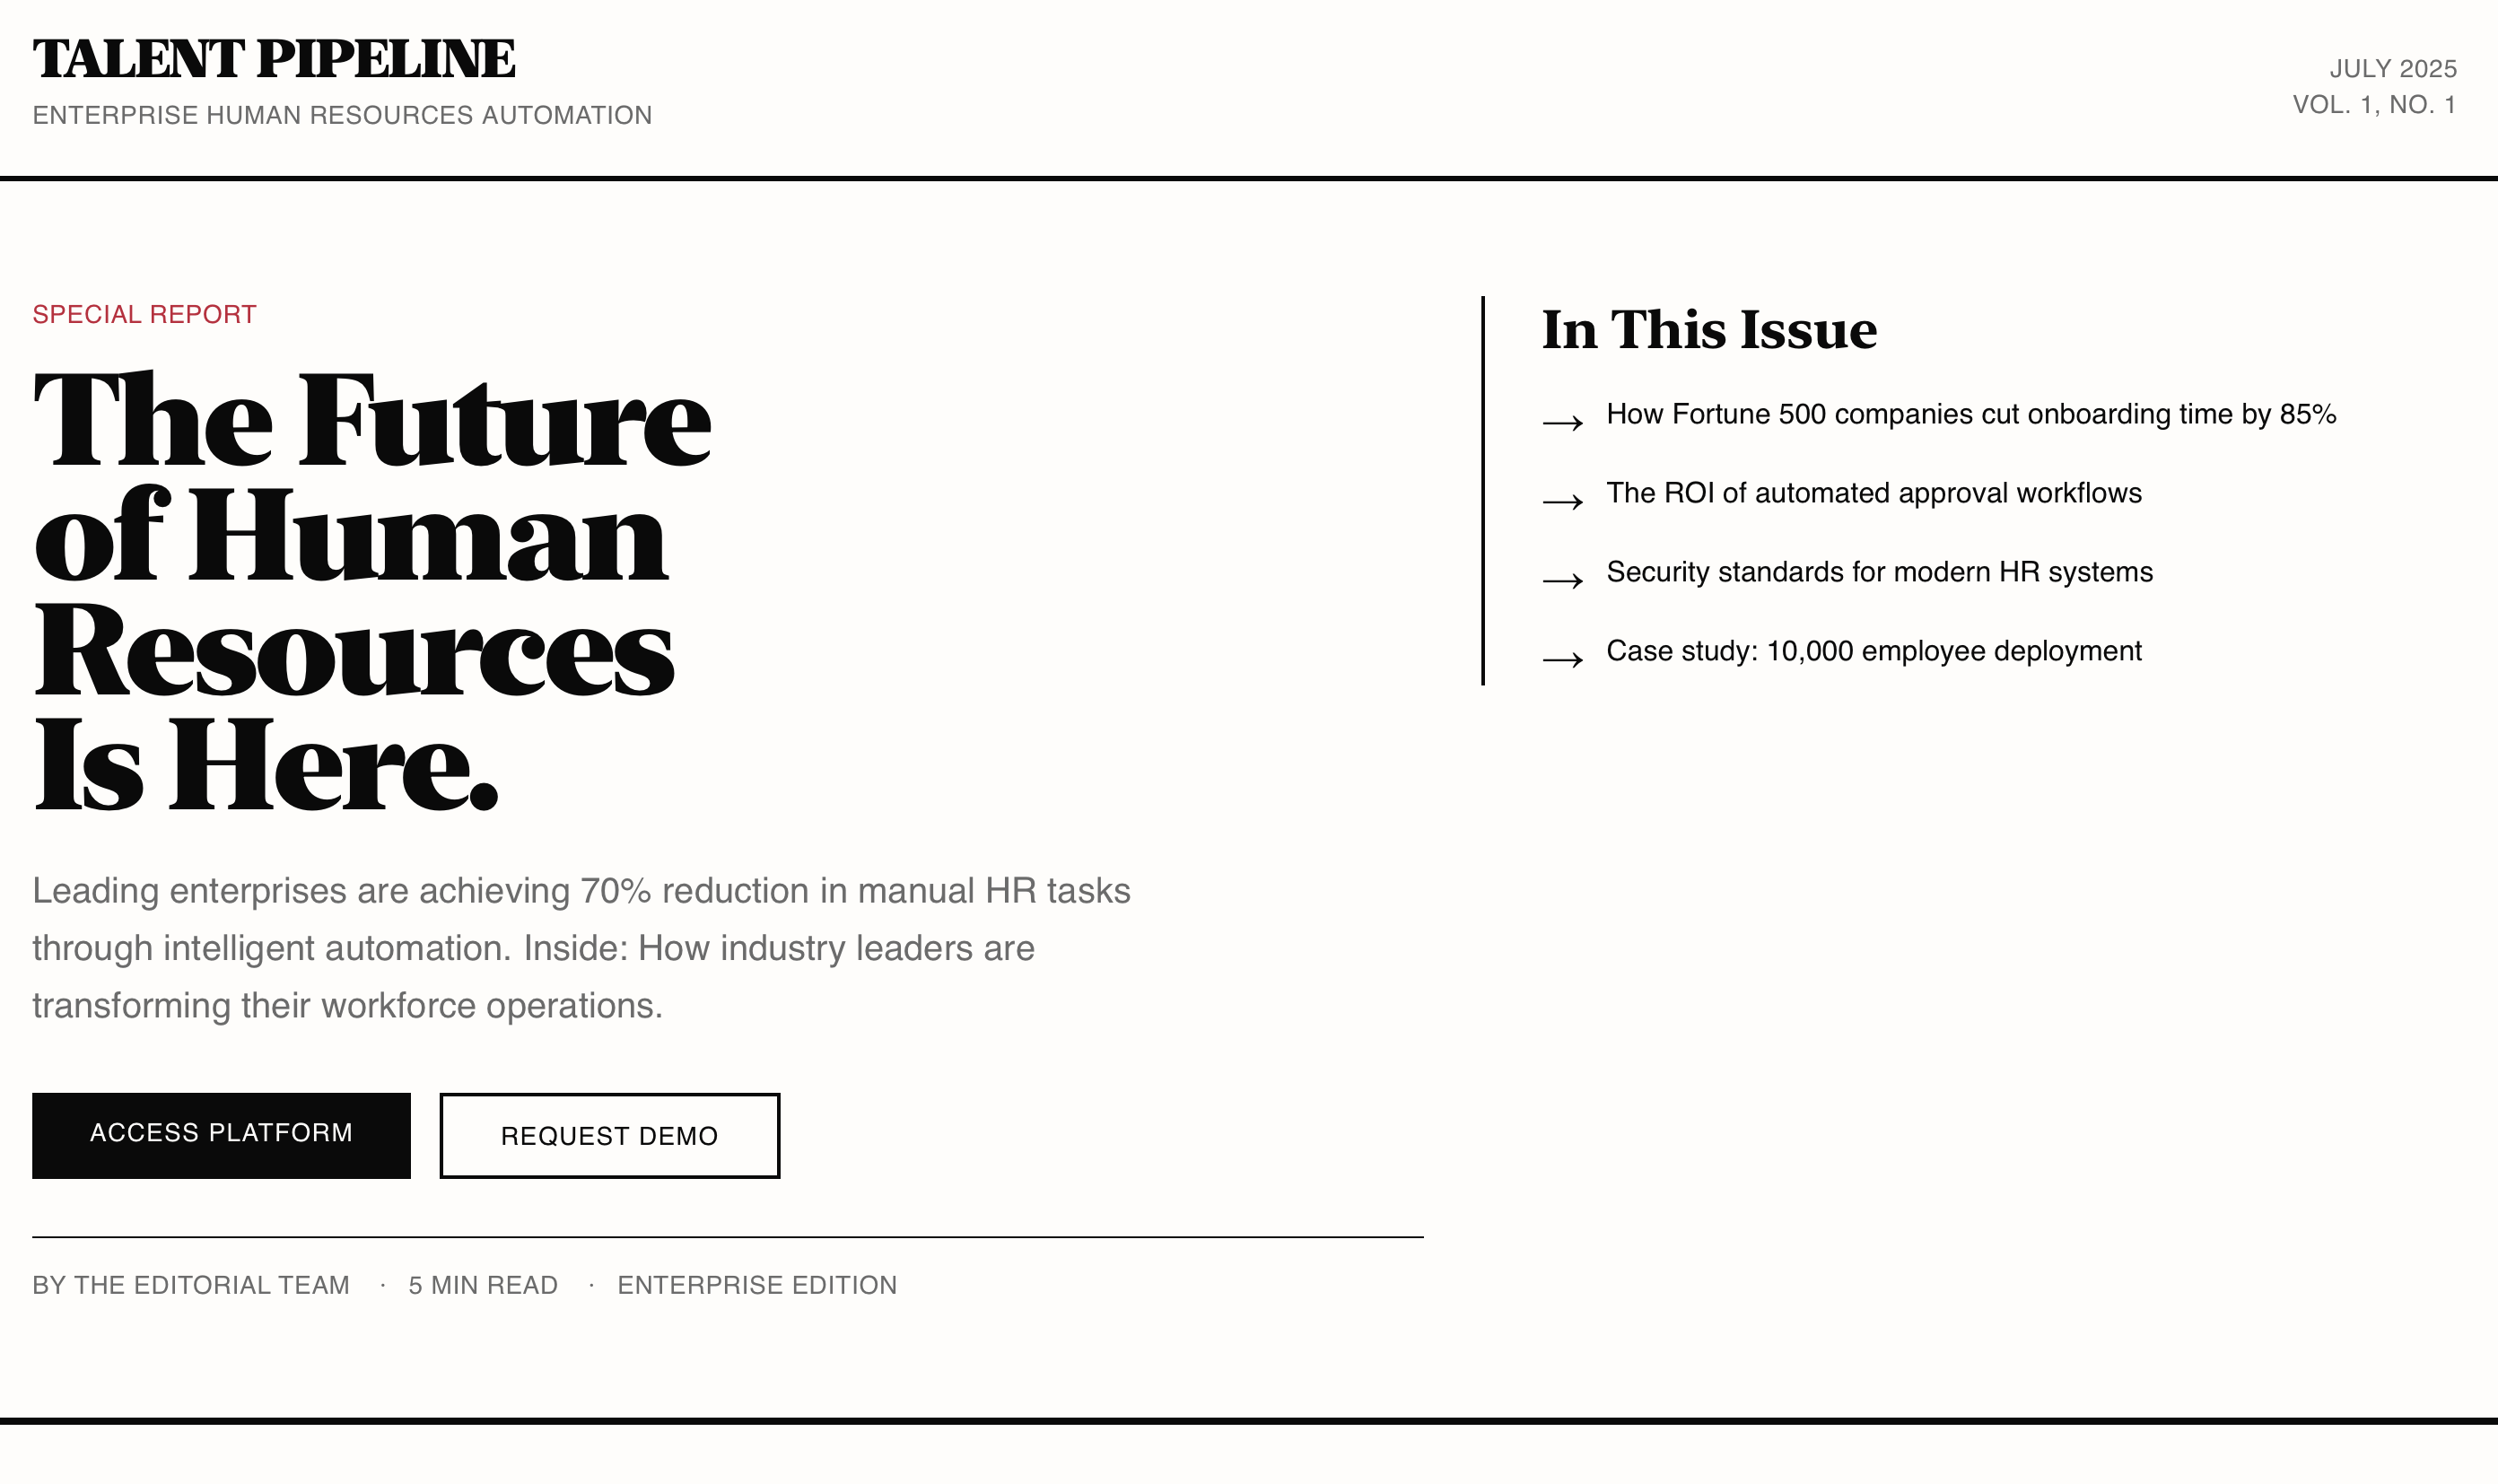 TALENT PIPELINE
ENTERPRISE HUMAN RESOURCES AUTOMATION
JULY 2025
VOL. 1, NO. 1
SPECIAL REPORT
The Future
of Human
Resources
Is Here.
Leading enterprises are achieving 70% reduction in manual HR tasks
through intelligent automation. Inside: How industry leaders are
transforming their workforce operations.
ACCESS PLATFORM
REQUEST DEMO
BY THE EDITORIAL TEAM · 5 MIN READ · ENTERPRISE EDITION
In This Issue
→ How Fortune 500 companies cut onboarding time by 85%
→ The ROI of automated approval workflows
→ Security standards for modern HR systems
→ Case study: 10,000 employee deployment